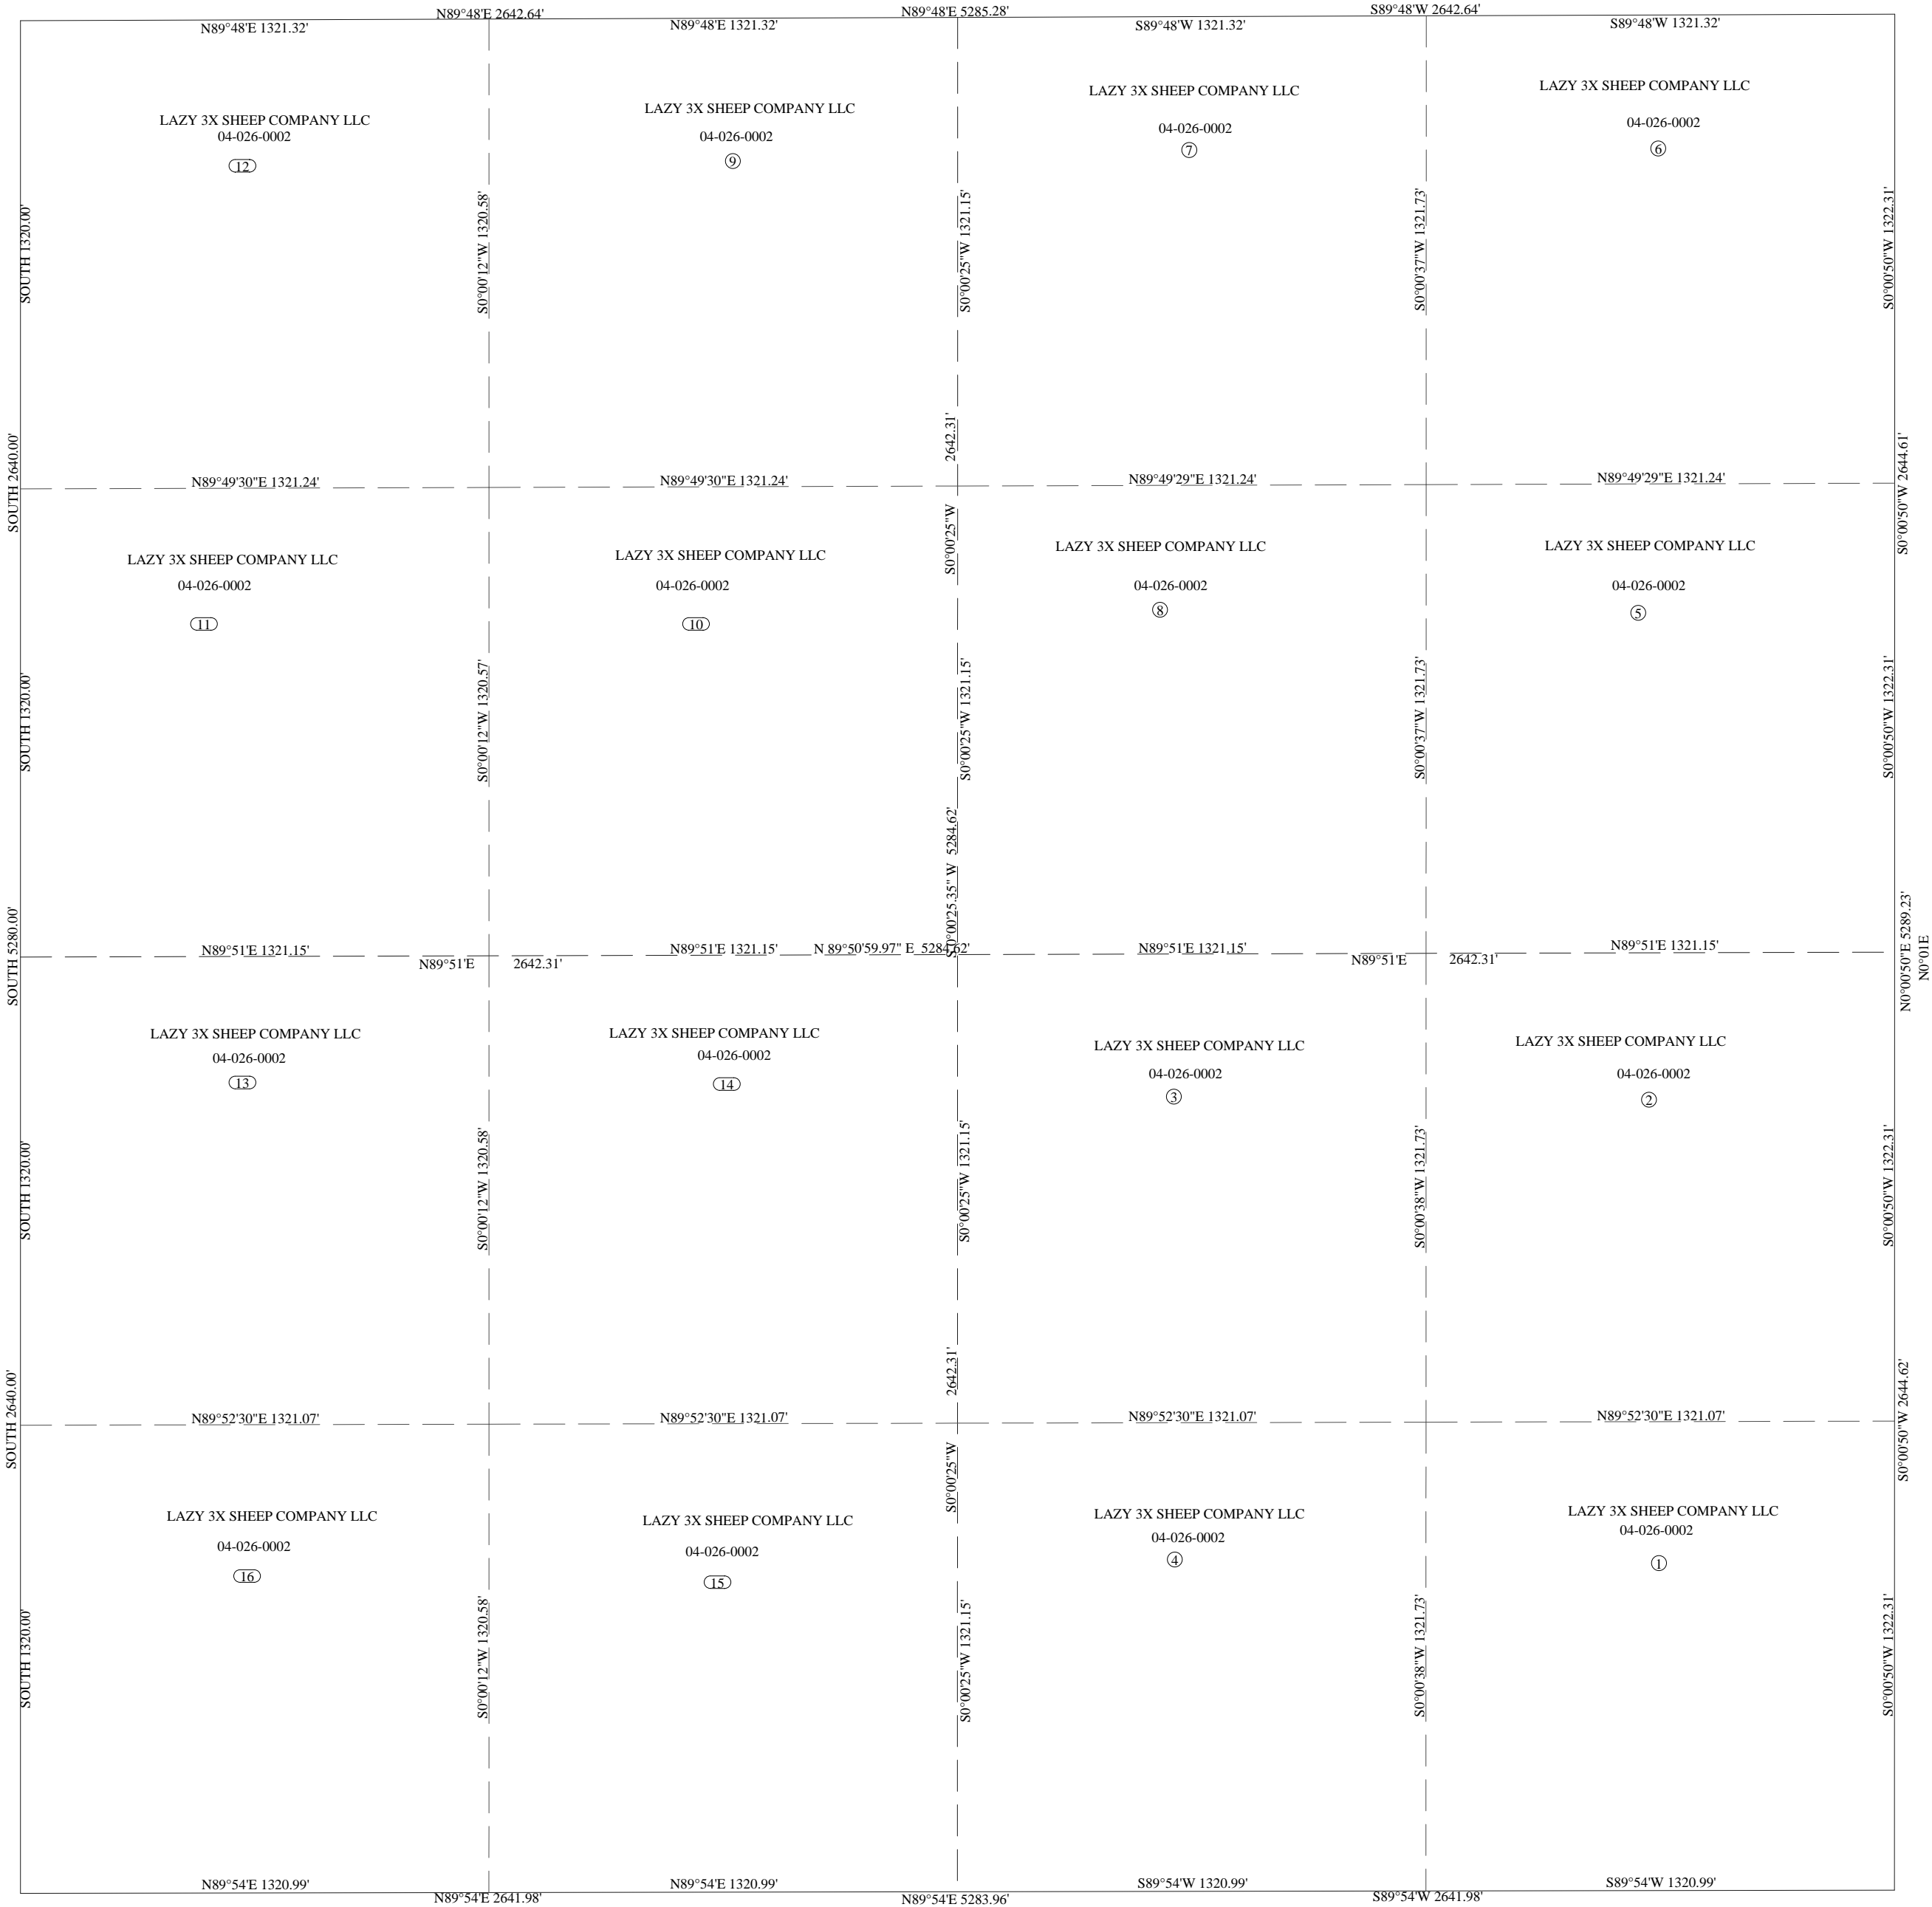 N89°48'E 2642.64'
N89°48'E 5285.28'
S89°48'W 2642.64'
N89°48'E 1321.32'
N89°48'E 1321.32'
S89°48'W 1321.32'
S89°48'W 1321.32'
LAZY 3X SHEEP COMPANY LLC
04-026-0002
12
LAZY 3X SHEEP COMPANY LLC
04-026-0002
9
LAZY 3X SHEEP COMPANY LLC
04-026-0002
7
LAZY 3X SHEEP COMPANY LLC
04-026-0002
6
SOUTH 1320.00'
S0°00'12"W 1320.58'
S0°00'25"W 1321.15'
S0°00'37"W 1321.73'
S0°00'50"W 1322.31'
SOUTH 2640.00'
2642.31'
S0°00'25"W
S0°00'50"W 2644.61'
N89°49'30"E 1321.24'
N89°49'30"E 1321.24'
N89°49'29"E 1321.24'
N89°49'29"E 1321.24'
LAZY 3X SHEEP COMPANY LLC
04-026-0002
11
LAZY 3X SHEEP COMPANY LLC
04-026-0002
10
LAZY 3X SHEEP COMPANY LLC
04-026-0002
8
LAZY 3X SHEEP COMPANY LLC
04-026-0002
5
SOUTH 1320.00'
S0°00'12"W 1320.57'
S0°00'25"W 1321.15'
S0°00'37"W 1321.73'
S0°00'50"W 1322.31'
SOUTH 5280.00'
S0°00'25.35" W 5284.62'
N0°00'50"E 5289.23'
N0°01E
N89°51'E 1321.15'
N89°51'E 1321.15'
N 89°50'59.97" E 5284.62'
N89°51'E 1321.15'
N89°51'E 1321.15'
N89°51'E 2642.31'
N89°51'E 2642.31'
LAZY 3X SHEEP COMPANY LLC
04-026-0002
13
LAZY 3X SHEEP COMPANY LLC
04-026-0002
14
LAZY 3X SHEEP COMPANY LLC
04-026-0002
3
LAZY 3X SHEEP COMPANY LLC
04-026-0002
2
SOUTH 1320.00'
S0°00'12"W 1320.58'
S0°00'25"W 1321.15'
S0°00'38"W 1321.73'
S0°00'50"W 1322.31'
SOUTH 2640.00'
2642.31'
S0°00'25"W
S0°00'50"W 2644.62'
N89°52'30"E 1321.07'
N89°52'30"E 1321.07'
N89°52'30"E 1321.07'
N89°52'30"E 1321.07'
LAZY 3X SHEEP COMPANY LLC
04-026-0002
16
LAZY 3X SHEEP COMPANY LLC
04-026-0002
15
LAZY 3X SHEEP COMPANY LLC
04-026-0002
4
LAZY 3X SHEEP COMPANY LLC
04-026-0002
1
SOUTH 1320.00'
S0°00'12"W 1320.58'
S0°00'25"W 1321.15'
S0°00'38"W 1321.73'
S0°00'50"W 1322.31'
N89°54'E 1320.99'
N89°54'E 1320.99'
S89°54'W 1320.99'
S89°54'W 1320.99'
N89°54'E 2641.98'
N89°54'E 5283.96'
S89°54'W 2641.98'